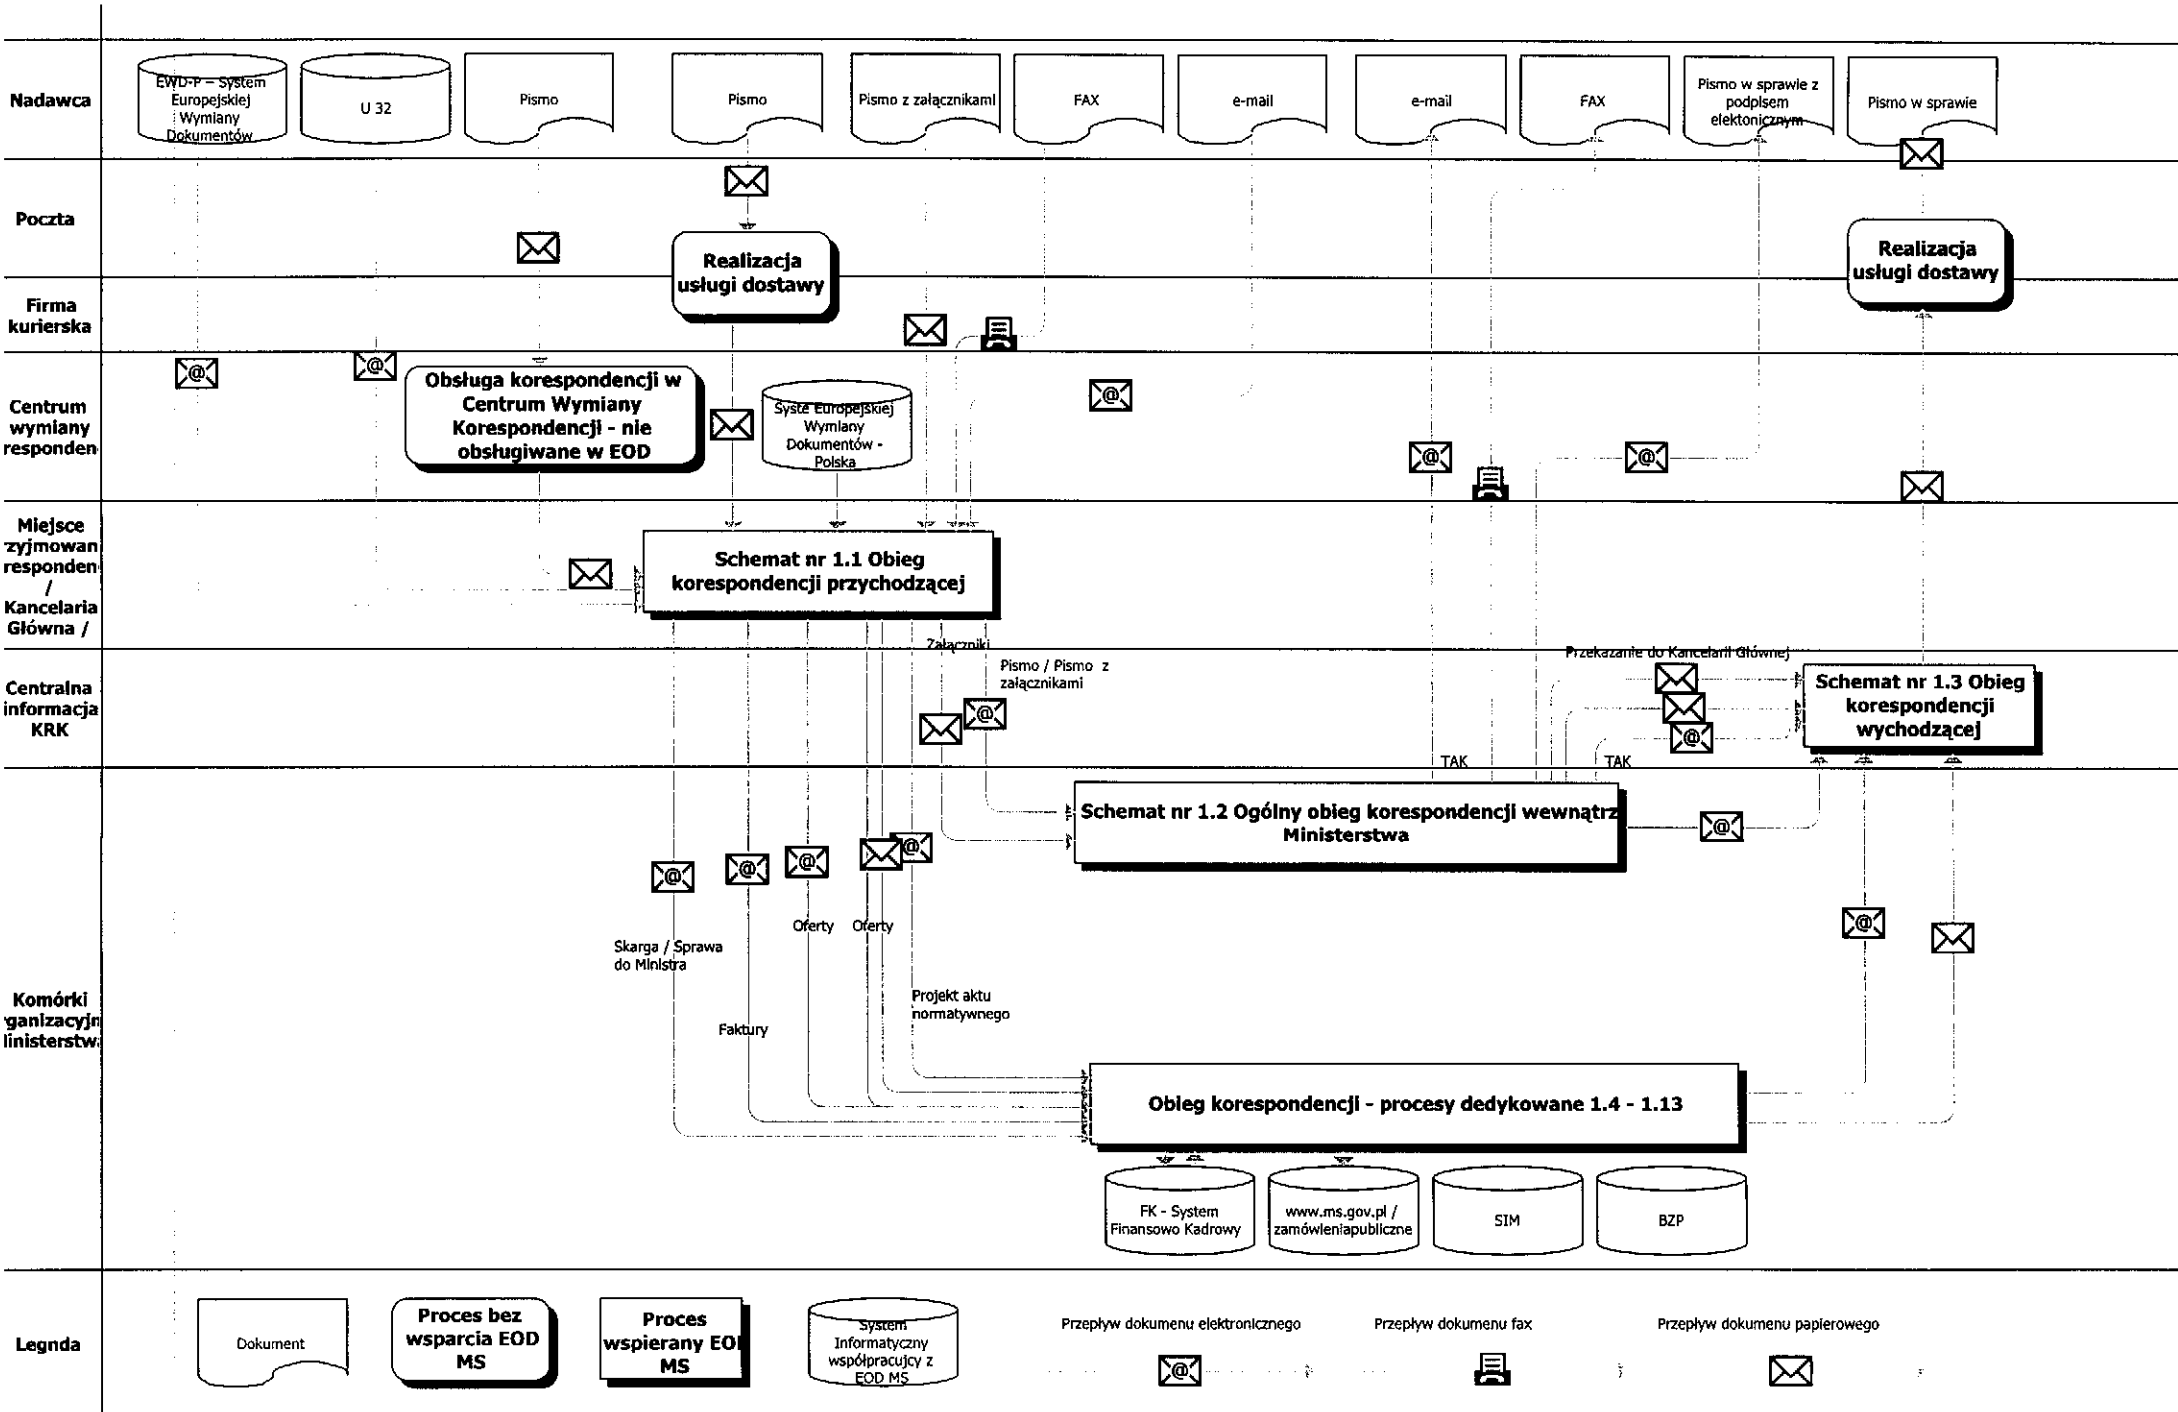 Nadawca
EWD-P – System
Europejskiej
Wymiany
Dokumentów
U 32
Pismo
Pismo
Pismo z załącznikami
FAX
e-mail
e-mail
FAX
Pismo w sprawie z
podpisem
elektonicznym
Pismo w sprawie
Poczta
Realizacja
usługi dostawy
Realizacja
usługi dostawy
Firma
kurierska
Centrum
wymiany
responden
Obsługa korespondencji w
Centrum Wymiany
Korespondencji - nie
obsługiwane w EOD
Syste Europejskiej
Wymiany
Dokumentów -
Polska
Miejsce
zyjmowan
responden
/
Kancelaria
Główna /
Schemat nr 1.1 Obieg
korespondencji przychodzącej
Załączniki
Pismo / Pismo z
załącznikami
Przekazanie do Kancelarii Głównej
Centralna
informacja
KRK
Schemat nr 1.3 Obieg
korespondencji
wychodzącej
TAK
TAK
Schemat nr 1.2 Ogólny obieg korespondencji wewnątrz
Ministerstwa
Oferty
Oferty
Skarga / Sprawa
do Ministra
Projekt aktu
normatywnego
Faktury
Komórki
rganizacyjn
linisterstw
Obieg korespondencji - procesy dedykowane 1.4 - 1.13
FK - System
Finansowo Kadrowy
www.ms.gov.pl /
zamówieniapubliczne
SIM
BZP
Legnda
Dokument
Proces bez
wsparcia EOD
MS
Proces
wspierany EOD
MS
System
Informatyczny
współpracujcy z
EOD MS
Przepływ dokumenu elektronicznego
Przepływ dokumenu fax
Przepływ dokumenu papierowego